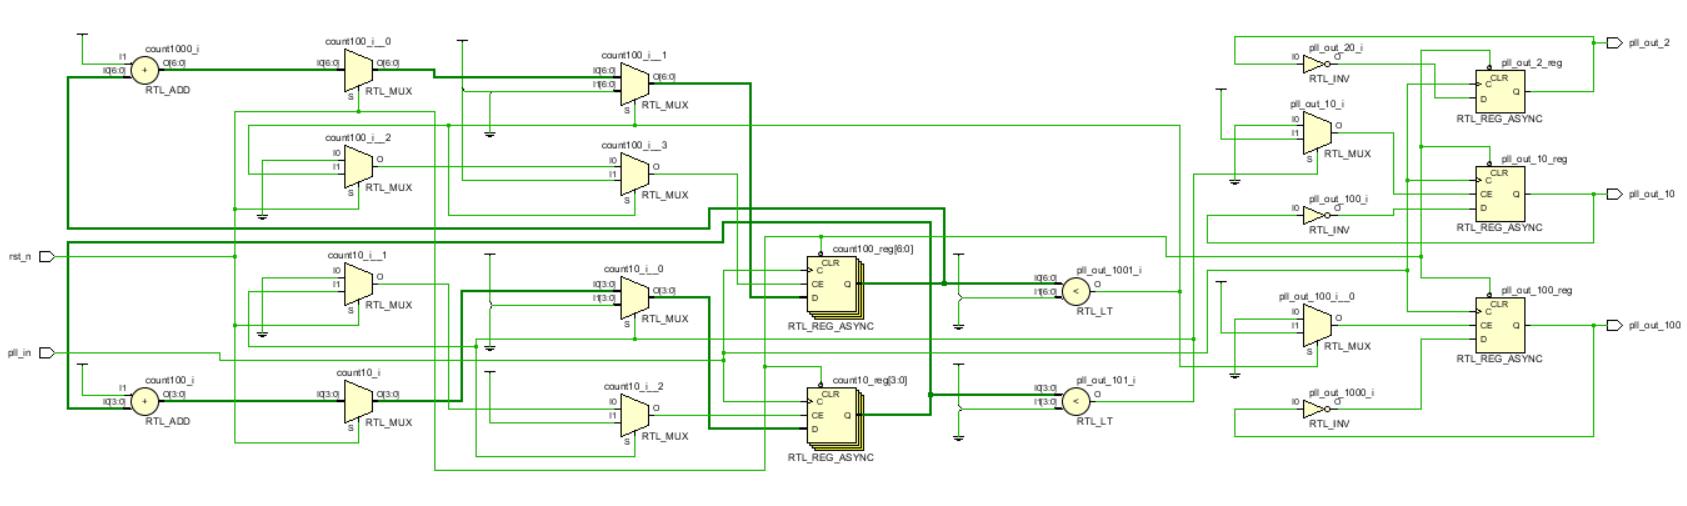 count1000_i
I1
I0[6:0]
+
O[6:0]
RTL_ADD
count100_i__0
I0[6:0]
O[6:0]
S
RTL_MUX
count100_i__1
I0[6:0]
I1[6:0]
O[6:0]
S
RTL_MUX
count100_i__2
I0
I1
O
S
RTL_MUX
count100_i__3
I0
I1
O
S
RTL_MUX
rst_n
pll_in
count10_i__1
I0
I1
O
S
RTL_MUX
count10_i__0
I0[3:0]
I1[3:0]
O[3:0]
S
RTL_MUX
count100_i
I1
I0[3:0]
+
O[3:0]
RTL_ADD
count10_i
I0[3:0]
O[3:0]
S
RTL_MUX
count10_i__2
I0
I1
O
S
RTL_MUX
count100_reg[6:0]
CLR
C
CE
D
Q
RTL_REG_ASYNC
count10_reg[3:0]
CLR
C
CE
D
Q
RTL_REG_ASYNC
pll_out_1001_i
I0[6:0]
I1[6:0]
<
O
RTL_LT
pll_out_101_i
I0[3:0]
I1[3:0]
<
O
RTL_LT
pll_out_20_i
I0
O
RTL_INV
pll_out_10_i
I0
I1
O
S
RTL_MUX
pll_out_100_i
I0
O
RTL_INV
pll_out_100_i__0
I0
I1
O
S
RTL_MUX
pll_out_1000_i
I0
O
RTL_INV
pll_out_2_reg
CLR
C
D
Q
RTL_REG_ASYNC
pll_out_10_reg
CLR
C
CE
D
Q
RTL_REG_ASYNC
pll_out_100_reg
CLR
C
CE
D
Q
RTL_REG_ASYNC
pll_out_2
pll_out_10
pll_out_100